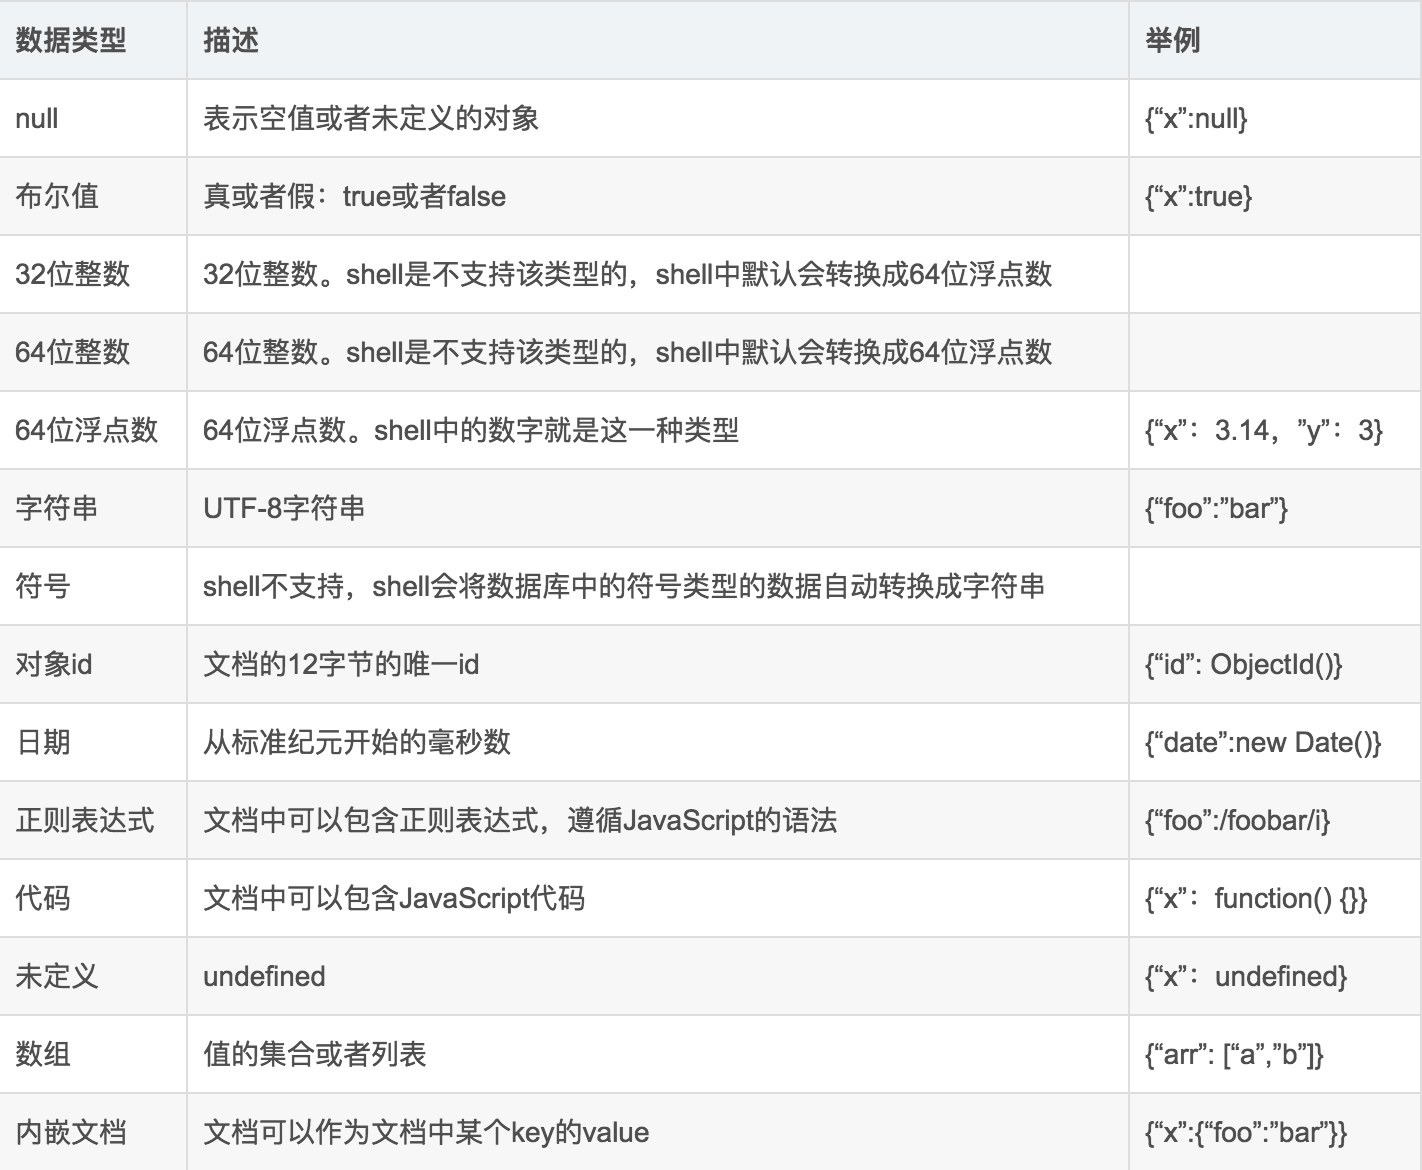 数据类型 描述 举例
null 表示空值或者未定义的对象 {“x”:null}
布尔值 真或者假：true或者false {“x”:true}
32位整数 32位整数。shell是不支持该类型的，shell中默认会转换成64位浮点数
64位整数 64位整数。shell是不支持该类型的，shell中默认会转换成64位浮点数
64位浮点数 64位浮点数。shell中的数字就是这一种类型 {“x”：3.14，”y”：3}
字符串 UTF-8字符串 {“foo”:”bar”}
符号 shell不支持，shell会将数据库中的符号类型的数据自动转换成字符串
对象id 文档的12字节的唯一id {“id”: ObjectId()}
日期 从标准纪元开始的毫秒数 {“date”:new Date()}
正则表达式 文档中可以包含正则表达式，遵循JavaScript的语法 {“foo”:/foobar/i}
代码 文档中可以包含JavaScript代码 {“x”：function() {}}
未定义 undefined {“x”：undefined}
数组 值的集合或者列表 {“arr”: [“a”,”b”]}
内嵌文档 文档可以作为文档中某个key的value {“x”:{“foo”:”bar”}}